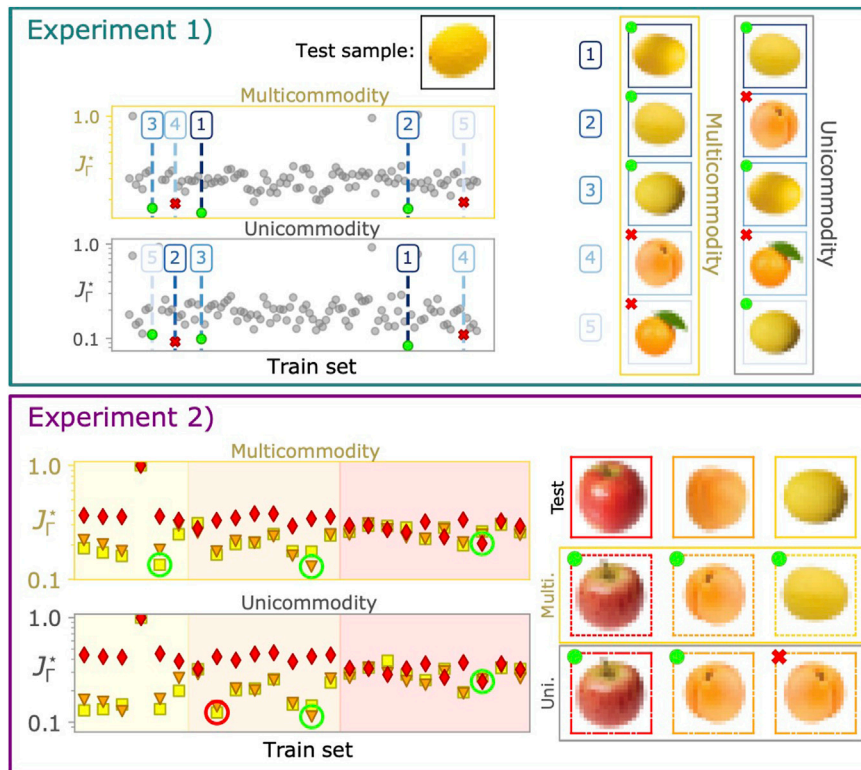 Experiment 1)
Test sample:
Multicommodity
1.0
J*Γ
3 4 1 2 5
Unicommodity
1.0
J*Γ
0.1
5 2 3 1 4
Train set
1
2
3
4
5
Multicommodity
Unicommodity
Experiment 2)
Multicommodity
1.0
J*Γ
0.1
Unicommodity
1.0
J*Γ
0.1
Train set
Test
Multi.
Uni.